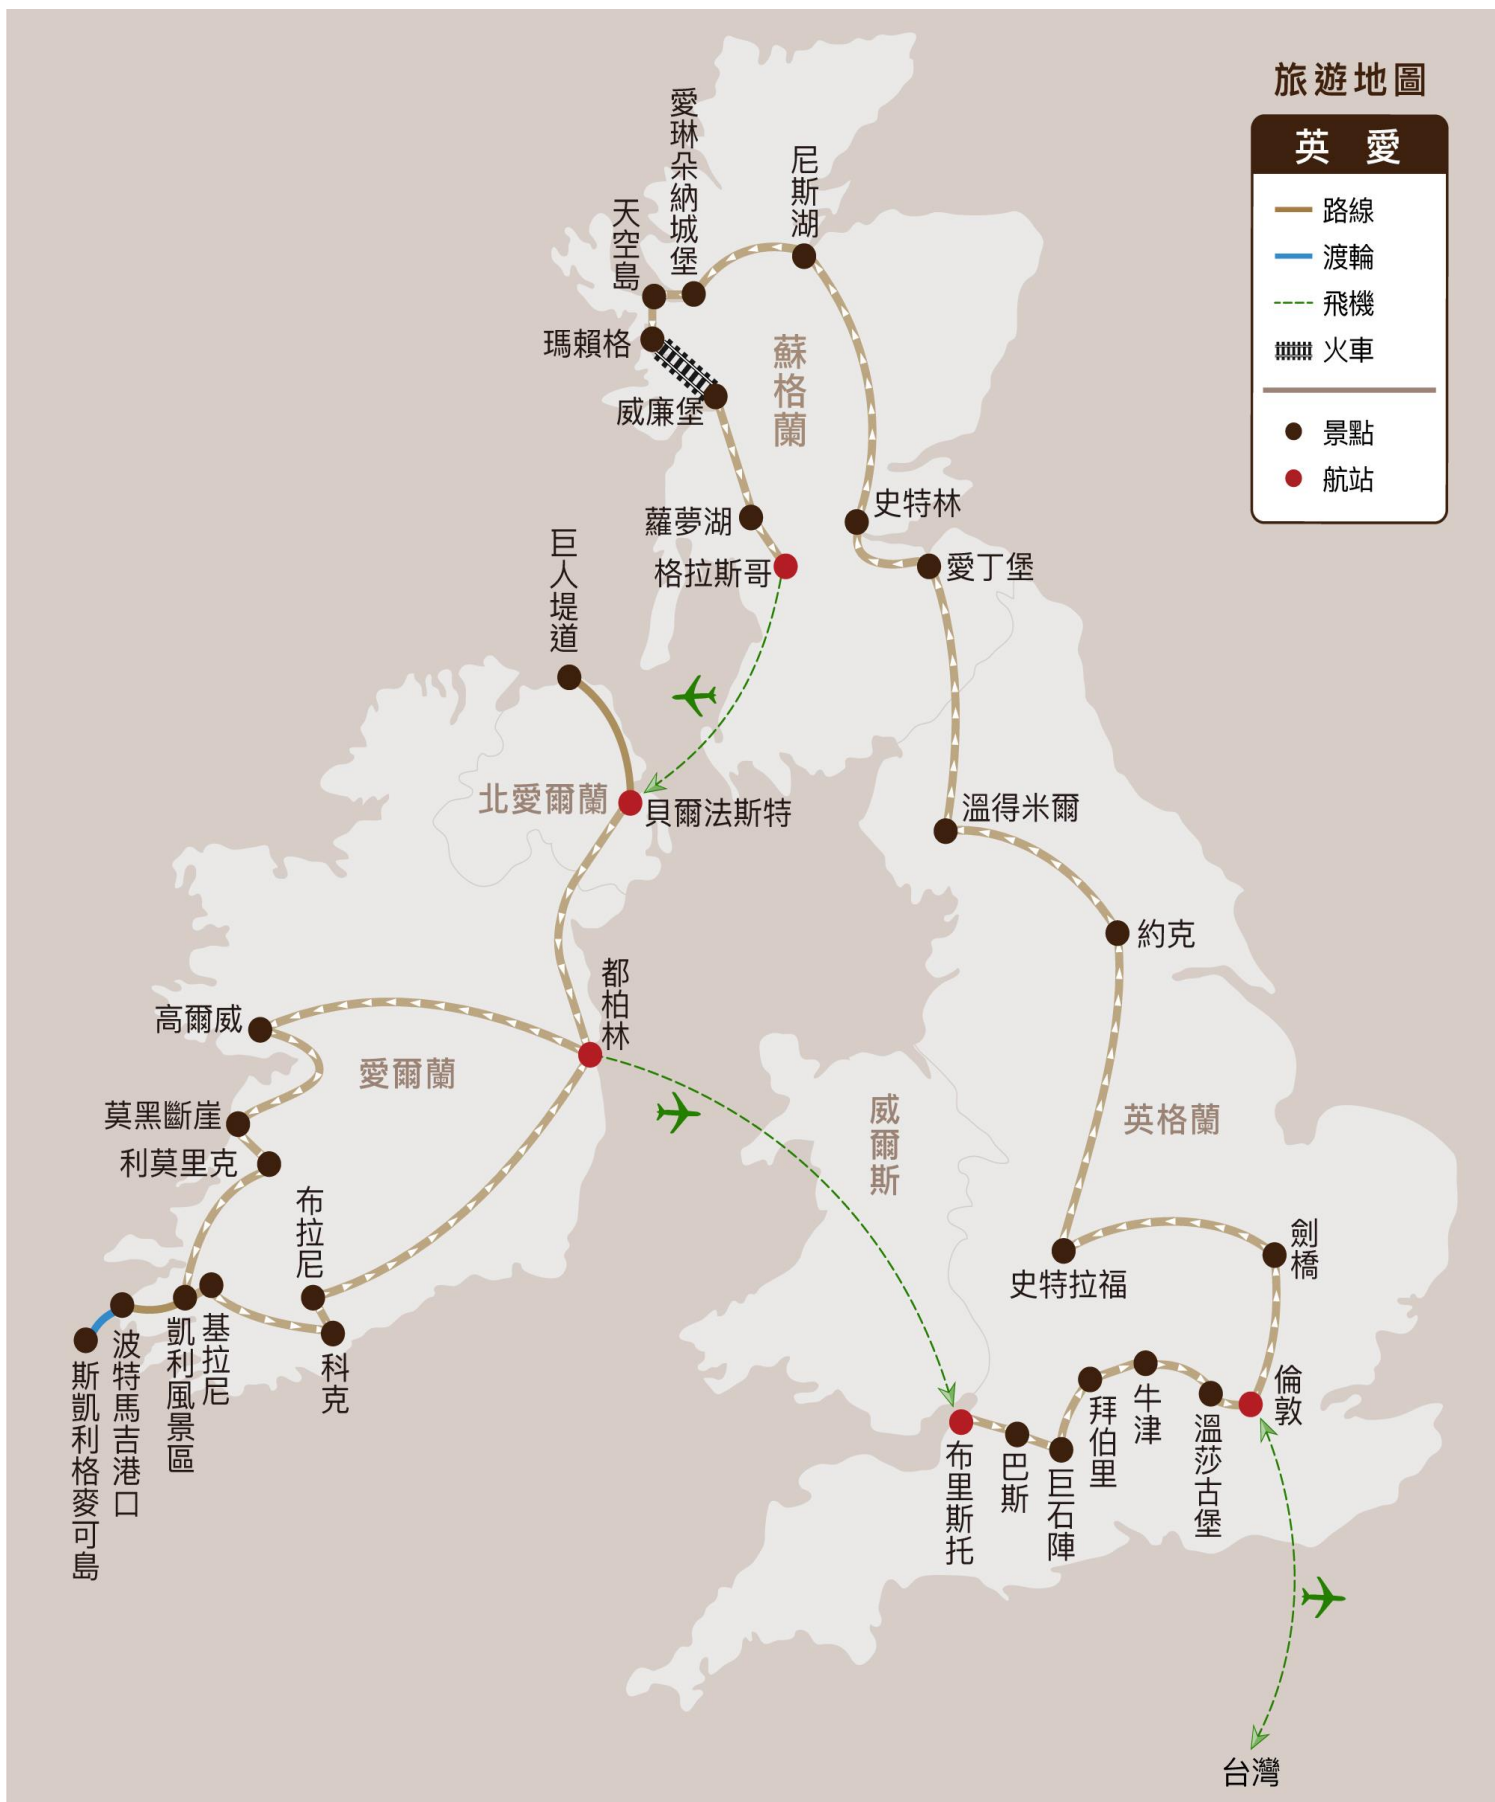 旅遊地圖
英 愛
路線
渡輪
飛機
火車
景點
航站
愛琳朵納城堡
尼斯湖
天空島
瑪賴格
蘇格蘭
威廉堡
史特林
蘿夢湖
愛丁堡
格拉斯哥
巨人堤道
北愛爾蘭
貝爾法斯特
溫得米爾
約克
都柏林
高爾威
愛爾蘭
威爾斯
英格蘭
莫黑斷崖
利莫里克
布拉尼
劍橋
史特拉福
基拉尼
凱利風景區
波特馬吉港口
斯凱利格麥可島
科克
倫敦
牛津
拜伯里
溫莎古堡
布里斯托
巴斯
巨石陣
台灣